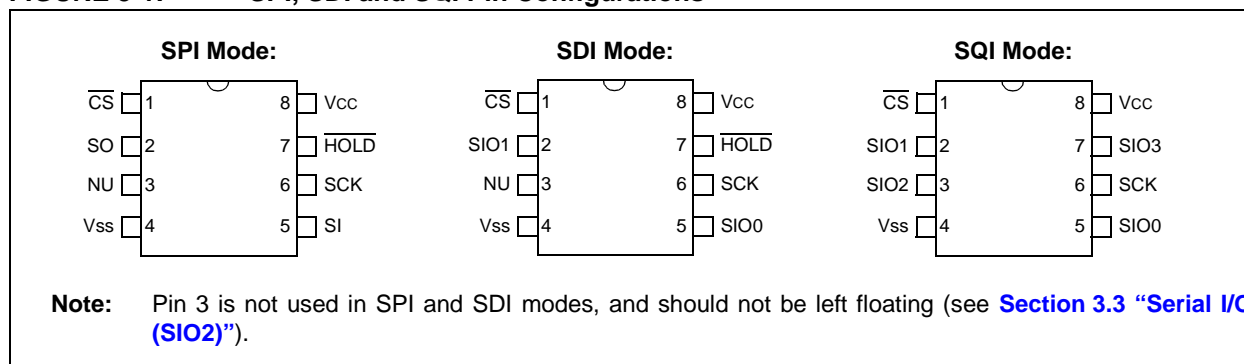 SPI Mode:
SDI Mode:
SQI Mode:
CS 1 8 VCC
SO 2 7 HOLD
NU 3 6 SCK
VSS 4 5 SI
CS 1 8 VCC
SIO1 2 7 HOLD
NU 3 6 SCK
VSS 4 5 SIO0
CS 1 8 VCC
SIO1 2 7 SIO3
SIO2 3 6 SCK
VSS 4 5 SIO0
Note: Pin 3 is not used in SPI and SDI modes, and should not be left floating (see Section 3.3 “Serial I/O
(SIO2)”).